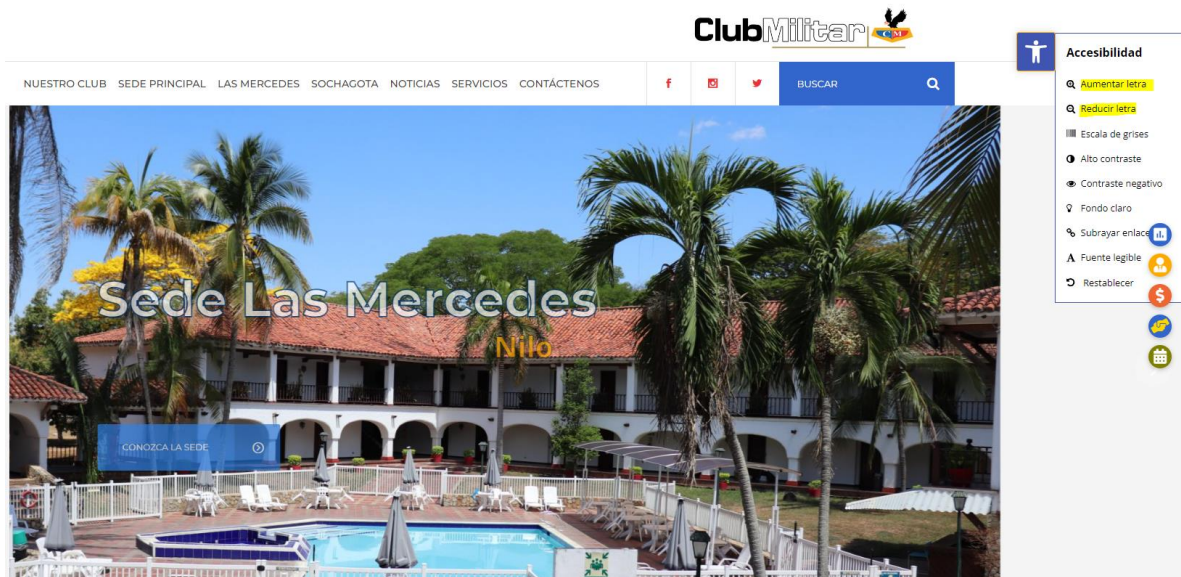 ClubMilitar
CM
NUESTRO CLUB SEDE PRINCIPAL LAS MERCEDES SOCHAGOTA NOTICIAS SERVICIOS CONTÁCTENOS
BUSCAR
Sede Las Mercedes
Nilo
CONOZCA LA SEDE
Accesibilidad
Aumentar letra
Reducir letra
Escala de grises
Alto contraste
Contraste negativo
Fondo claro
Subrayar enlace
Fuente legible
Restablecer